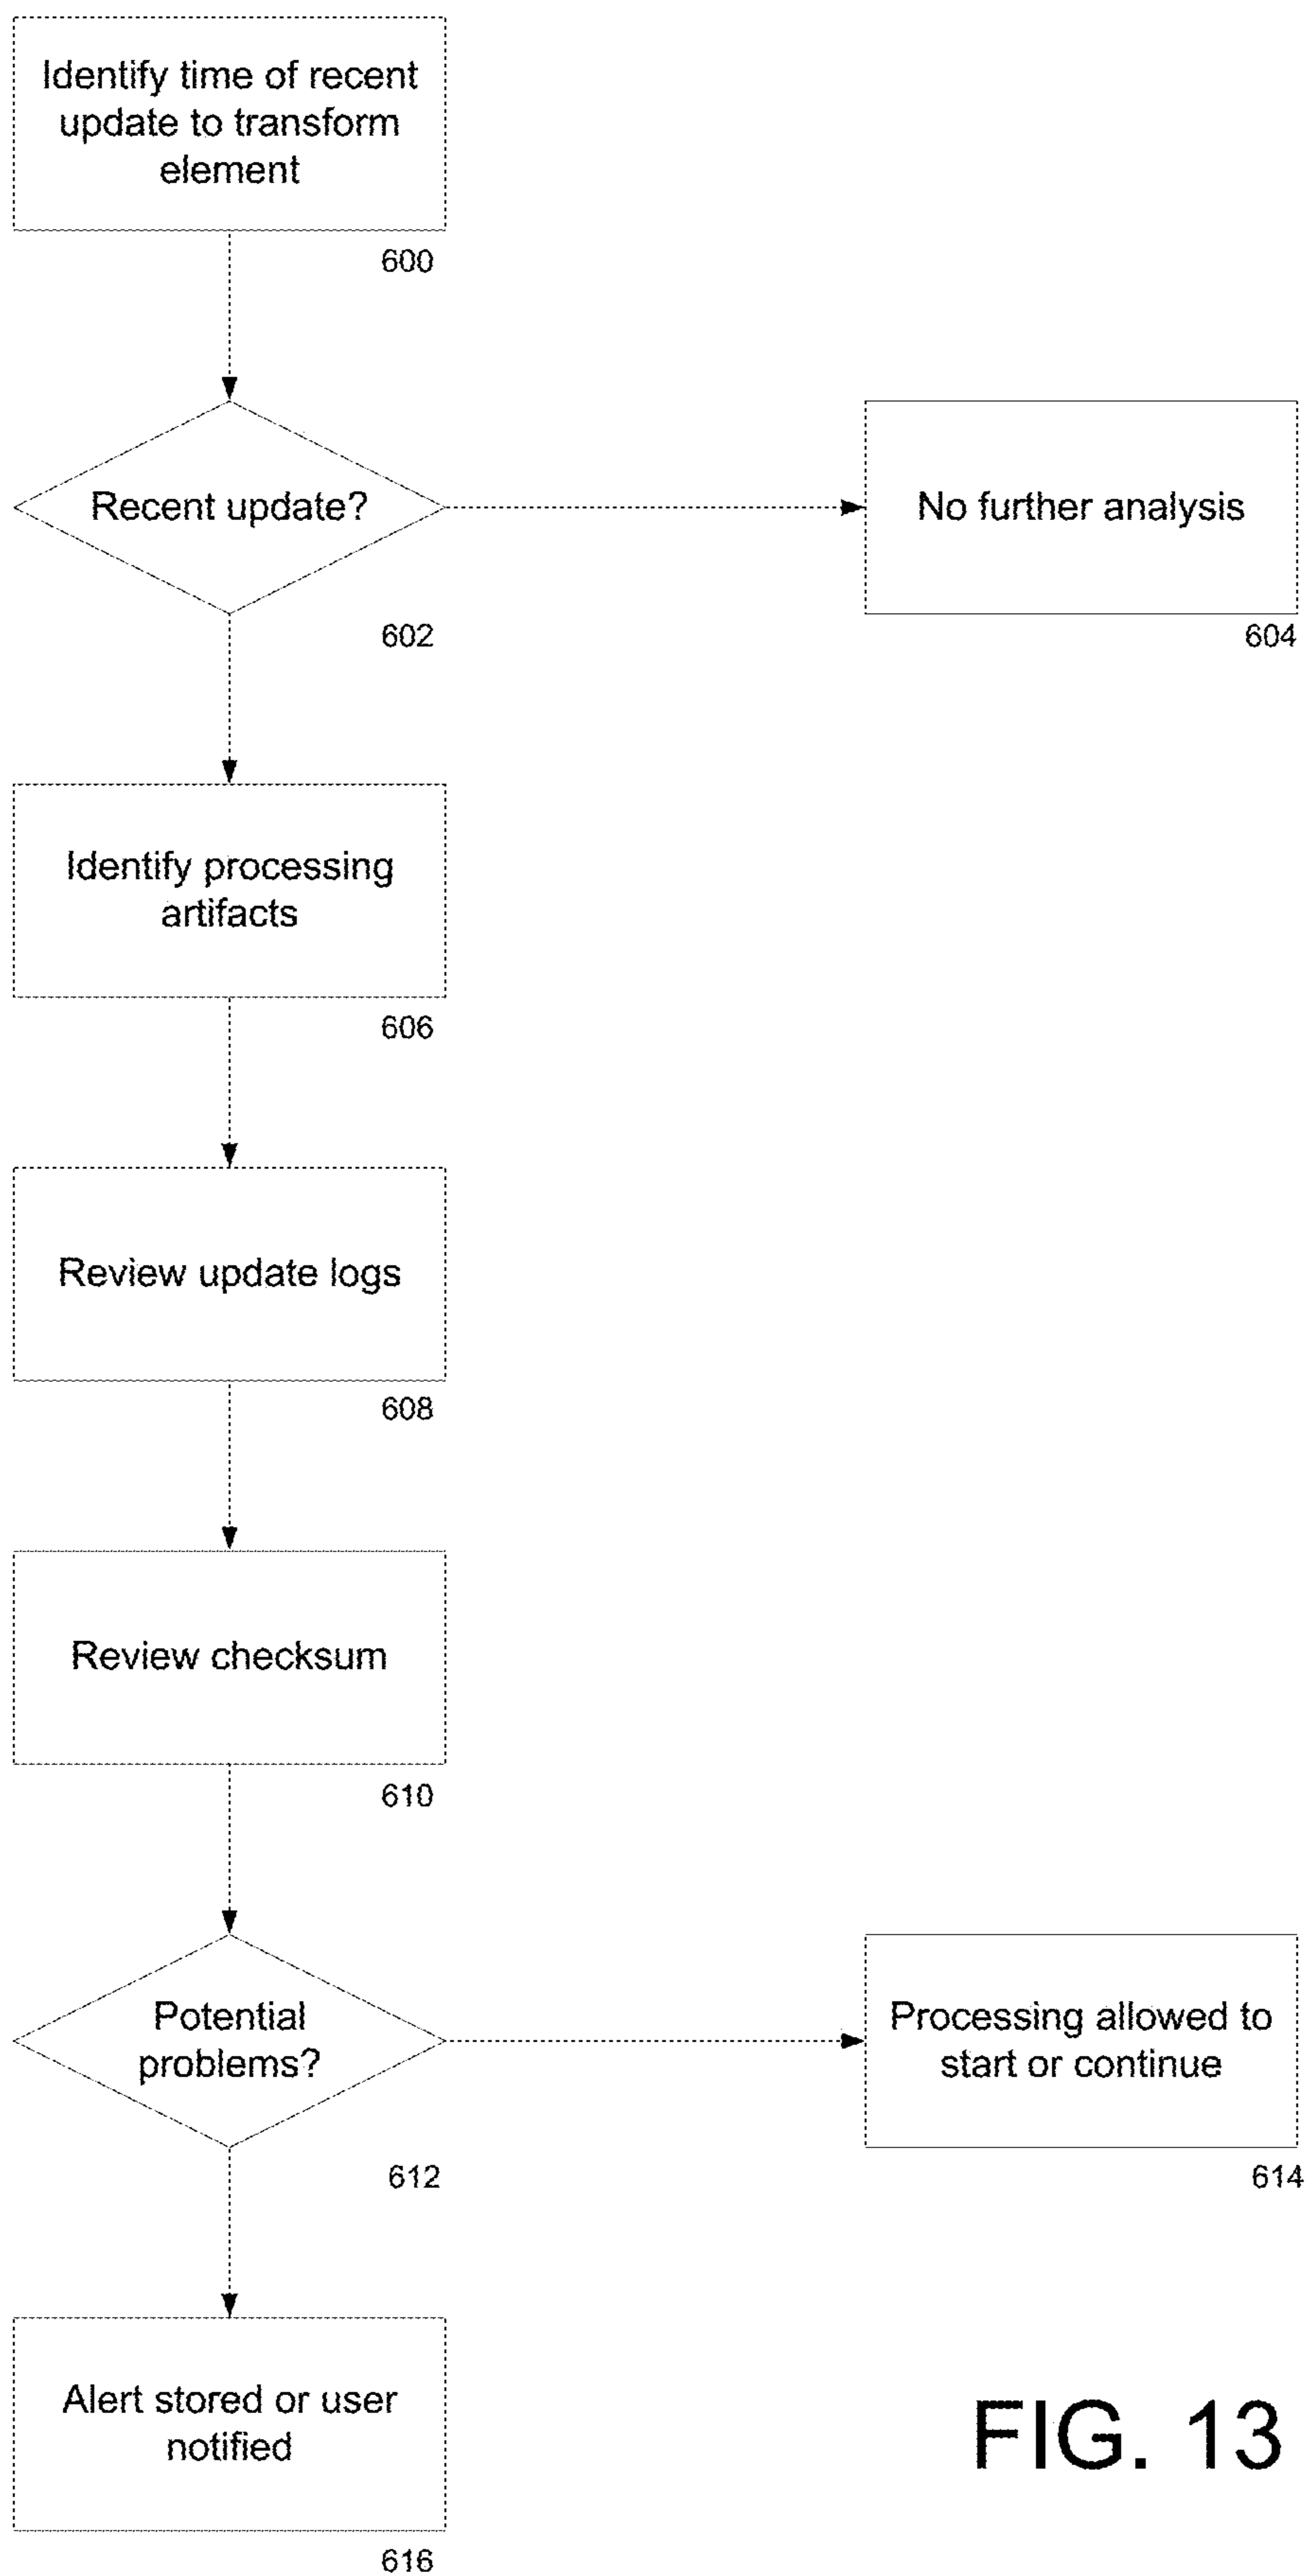 Identify time of recent
update to transform
element
600
Recent update?
602
No further analysis
604
Identify processing
artifacts
606
Review update logs
608
Review checksum
610
Potential
problems?
612
Processing allowed to
start or continue
614
Alert stored or user
notified
616
FIG. 13